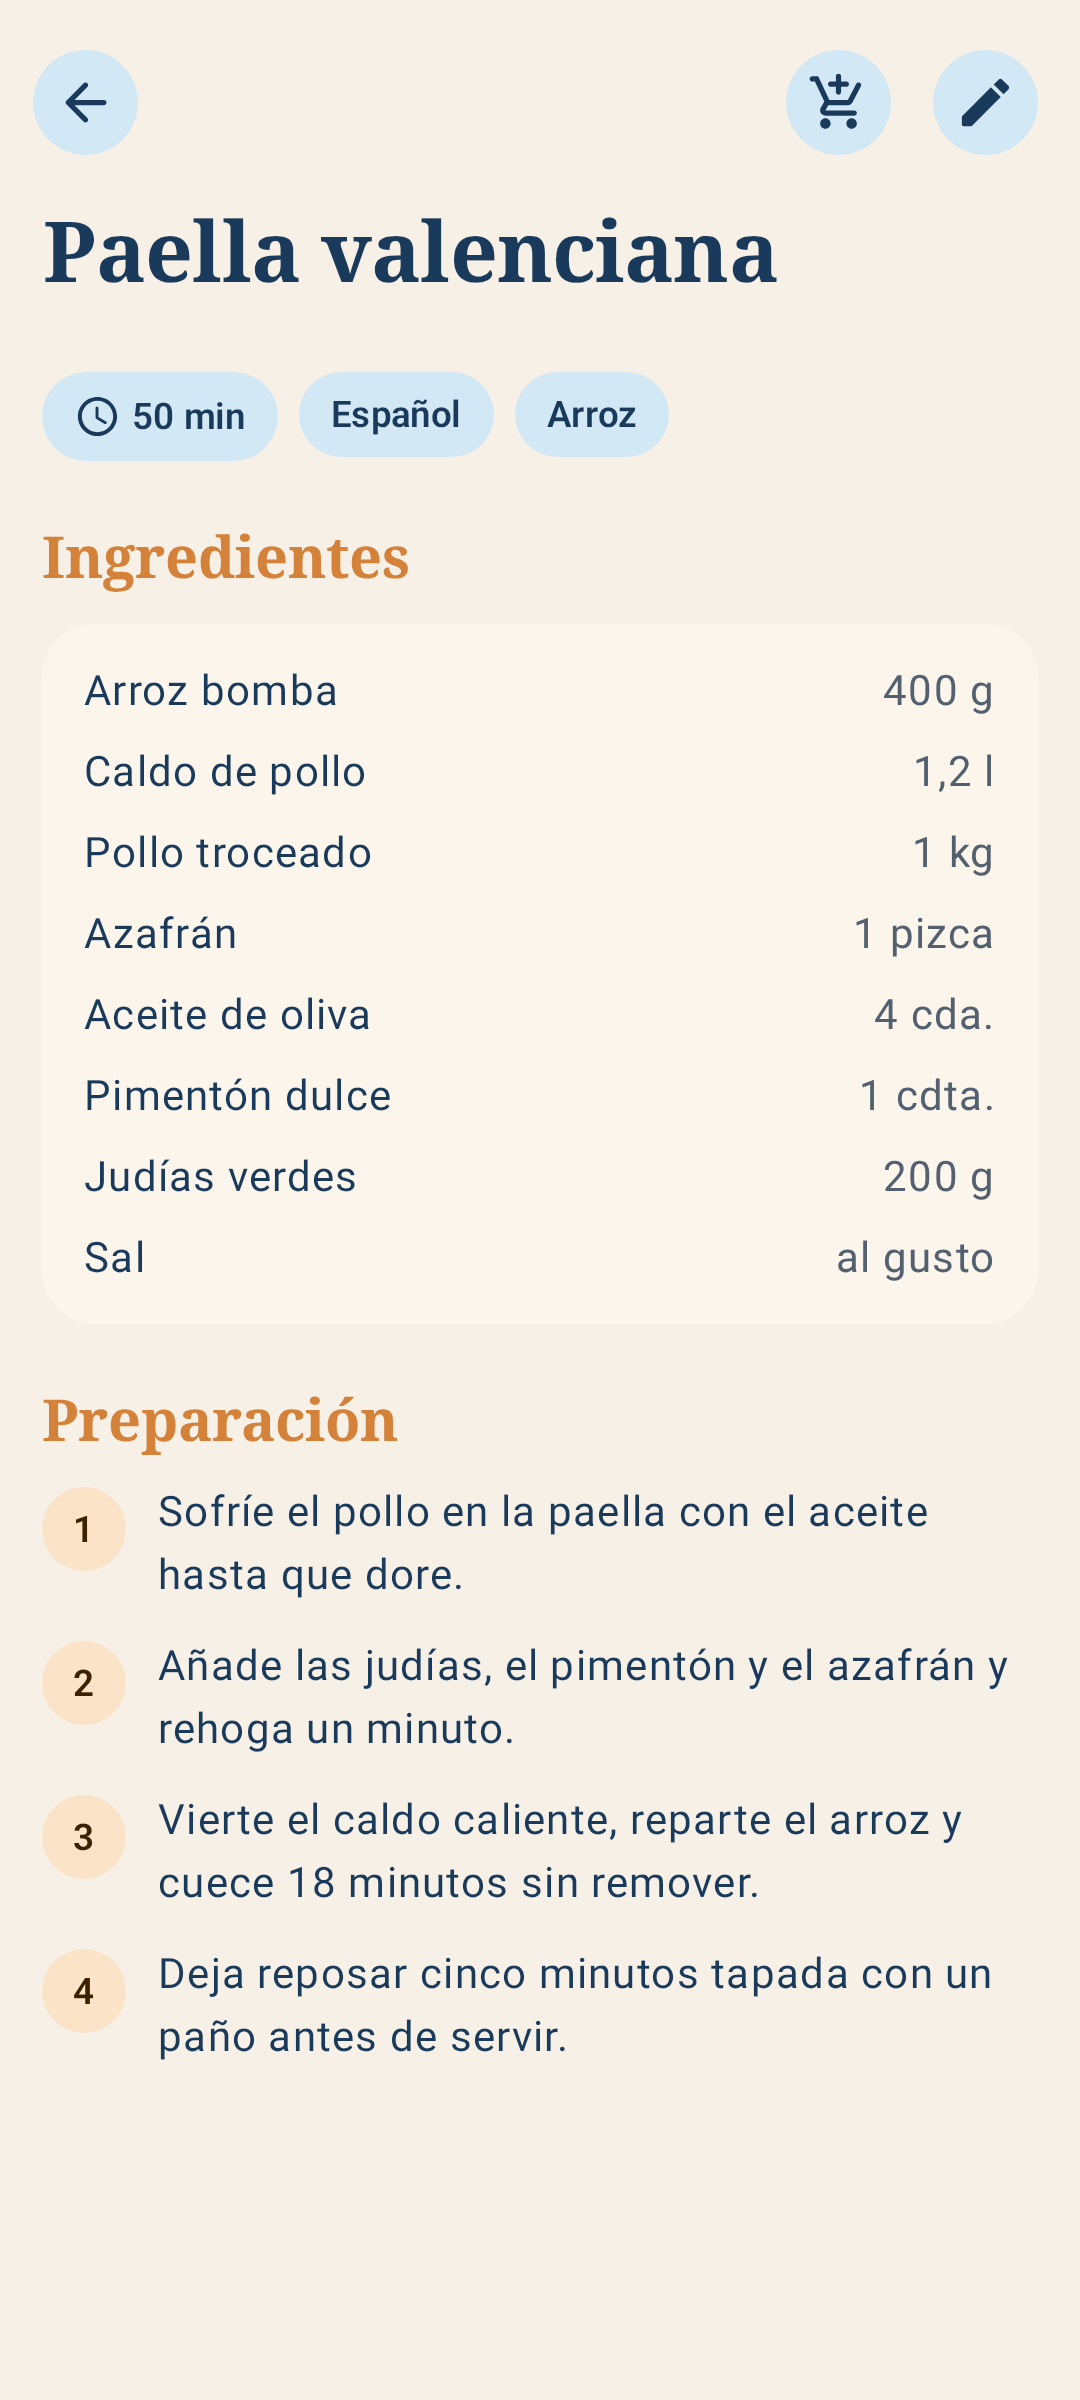 Paella valenciana
50 min
Español
Arroz
Ingredientes
Arroz bomba 400 g
Caldo de pollo 1,2 l
Pollo troceado 1 kg
Azafrán 1 pizca
Aceite de oliva 4 cda.
Pimentón dulce 1 cdta.
Judías verdes 200 g
Sal al gusto
Preparación
1 Sofríe el pollo en la paella con el aceite
hasta que dore.
2 Añade las judías, el pimentón y el azafrán y
rehoga un minuto.
3 Vierte el caldo caliente, reparte el arroz y
cuece 18 minutos sin remover.
4 Deja reposar cinco minutos tapada con un
paño antes de servir.